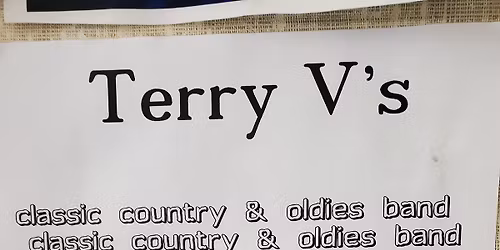 Terry V's
classic country & oldies band
classic country & oldies band